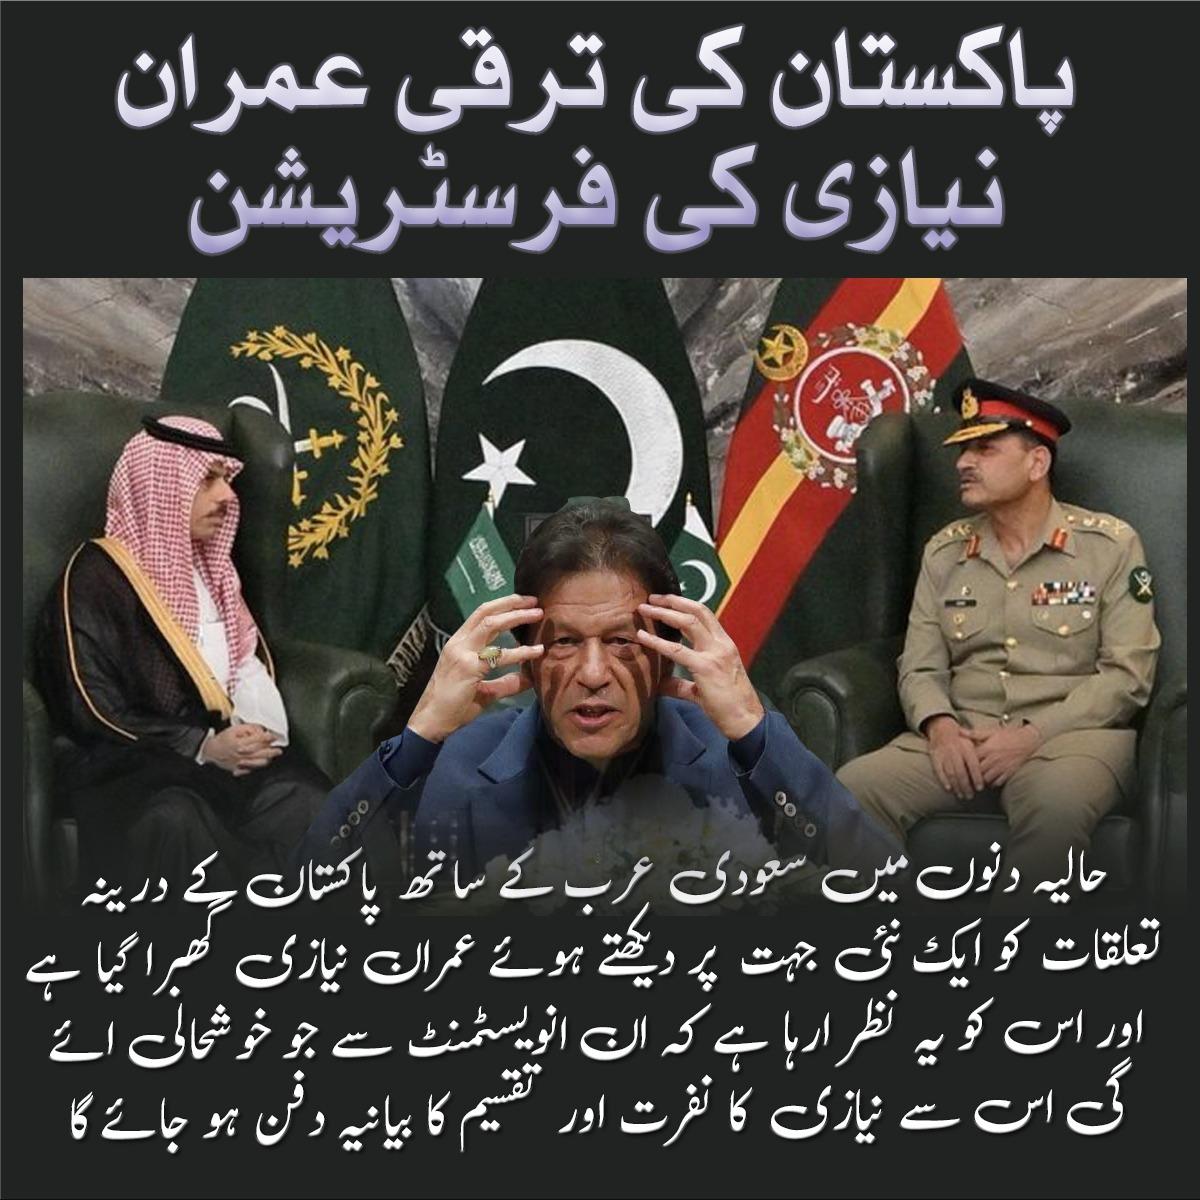 پاکستان کی ترقی عمران
نیازی کی فرسٹریشن
حالیہ دنوں میں سعودی عرب کے ساتھ پاکستان کے درینہ
تعلقات کو ایک نئی جہت پر دیکھتے ہوئے عمران نیازی گھبرا گیا ہے
اور اس کو یہ نظر ارہا ہے کہ ان انویسٹمنٹ سے جو خوشحالی ائے
گی اس سے نیازی کا نفرت اور تقسیم کا بیانیہ دفن ہو جائے گا